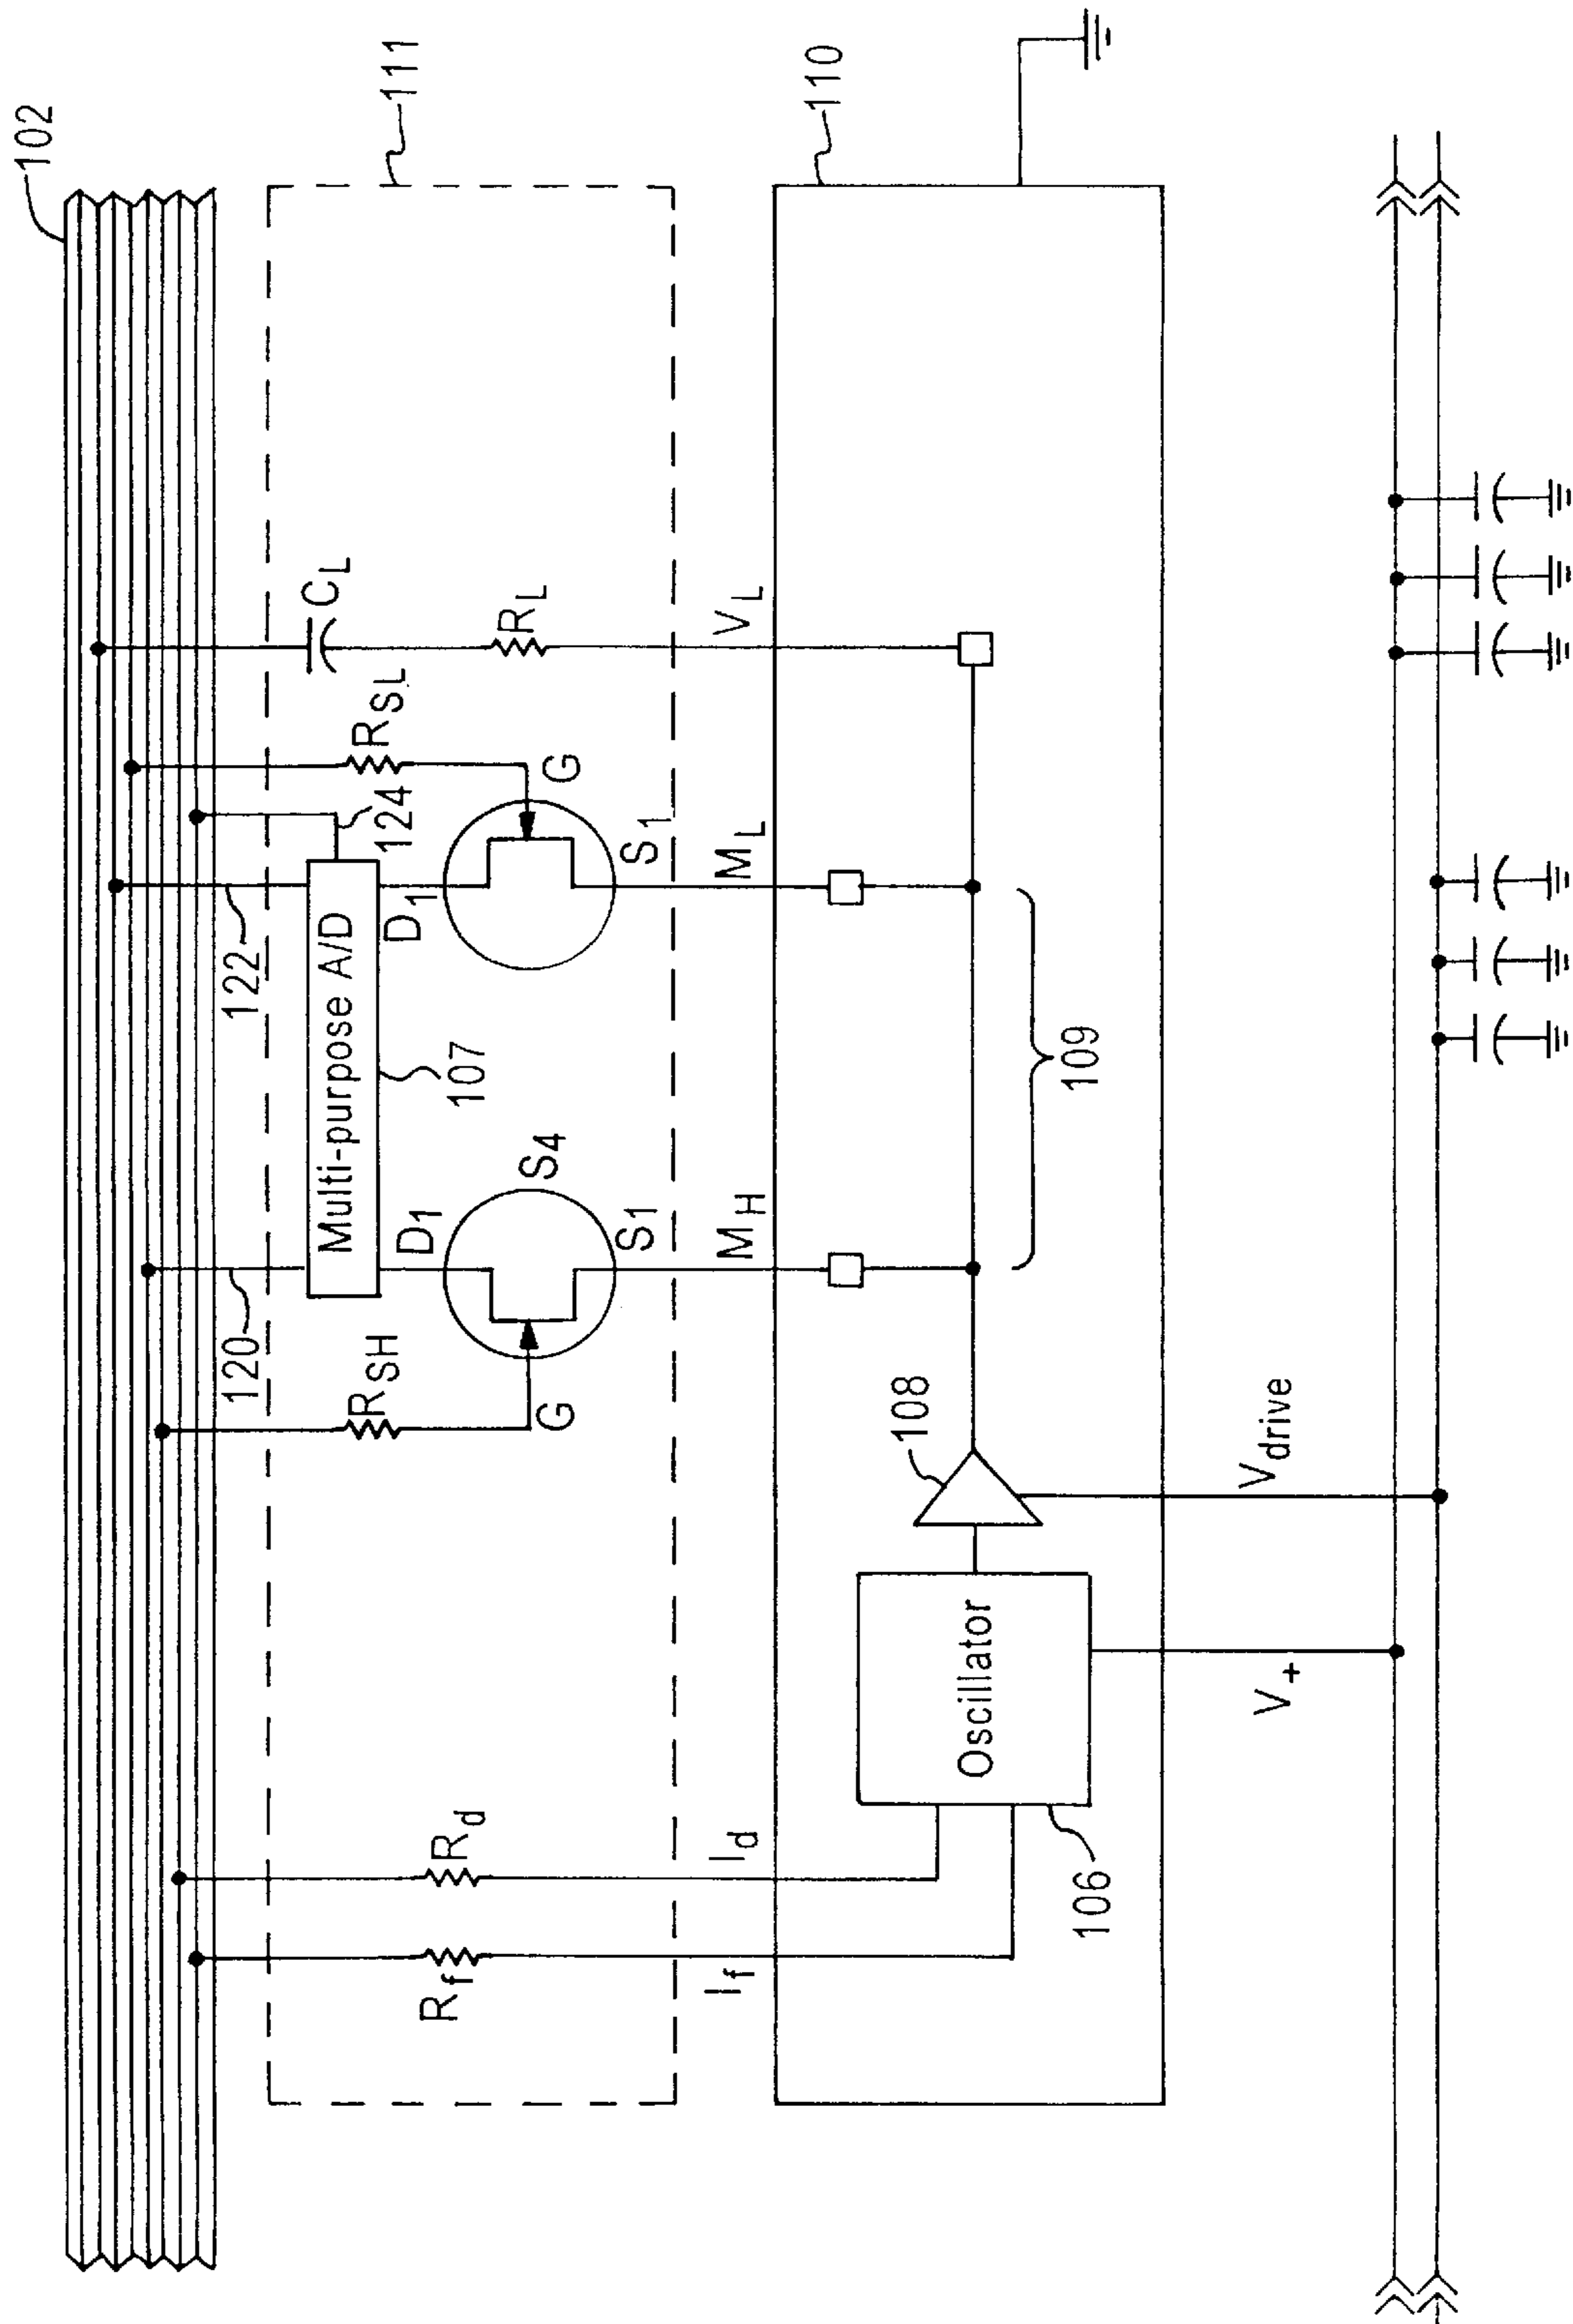 102
111
110
C_L
R_L
V_L
R_SL
G
124
122
D_1
S_1
M_L
Multi-purpose A/D
107
109
S_4
D_1
S_1
M_H
120
R_SH
G
108
V_drive
Oscillator
V_+
R_d
I_d
106
R_f
I_f